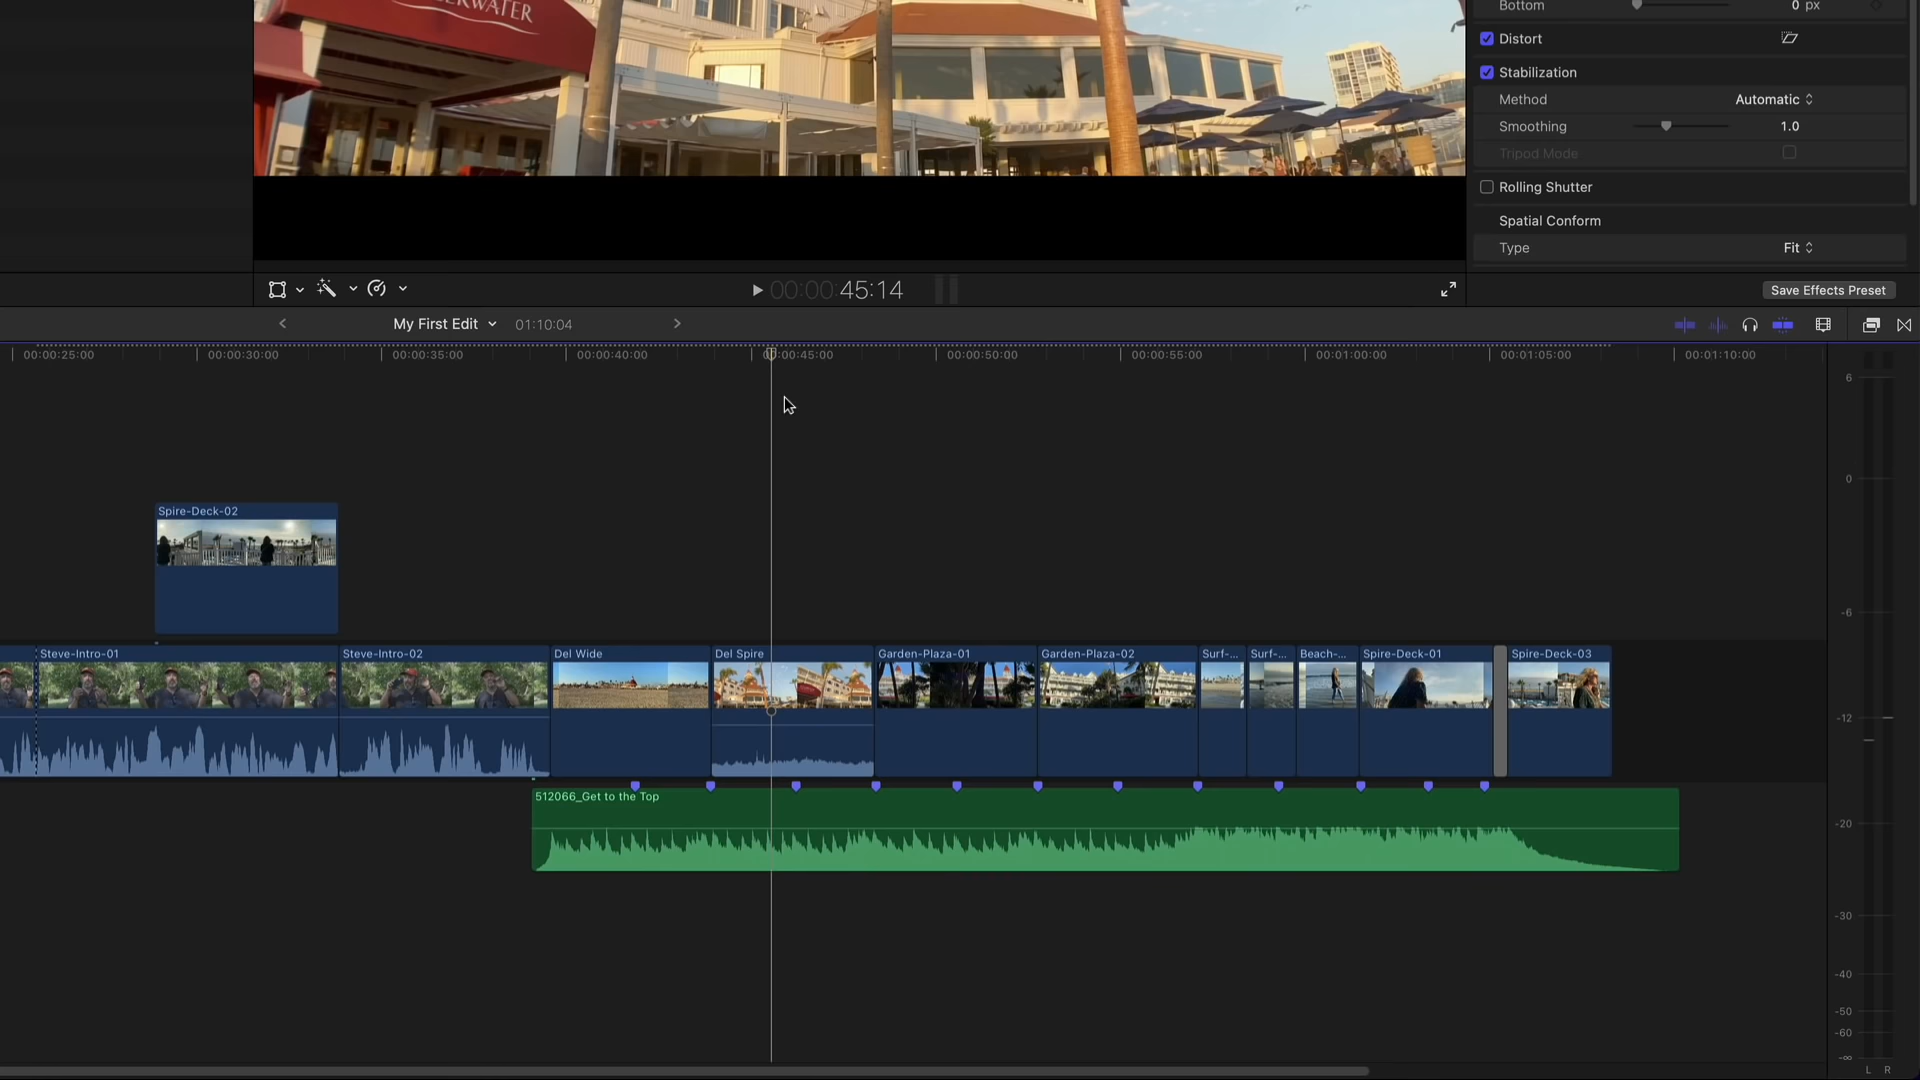 Bottom 0 px
Distort
Stabilization
Method Automatic
Smoothing 1.0
Tripod Mode
Rolling Shutter
Spatial Conform
Type Fit
00:00:45:14
Save Effects Preset
My First Edit 01:10:04
00:00:25:00 00:00:30:00 00:00:35:00 00:00:40:00 00:00:45:00 00:00:50:00 00:00:55:00 00:01:00:00 00:01:05:00 00:01:10:00
6
0
-6
-12
-20
-30
-40
-50
-60
-∞
L R
Spire-Deck-02
Steve-Intro-01 Steve-Intro-02 Del Wide Del Spire Garden-Plaza-01 Garden-Plaza-02 Surf-... Surf-... Beach-... Spire-Deck-01 Spire-Deck-03
512066_Get to the Top